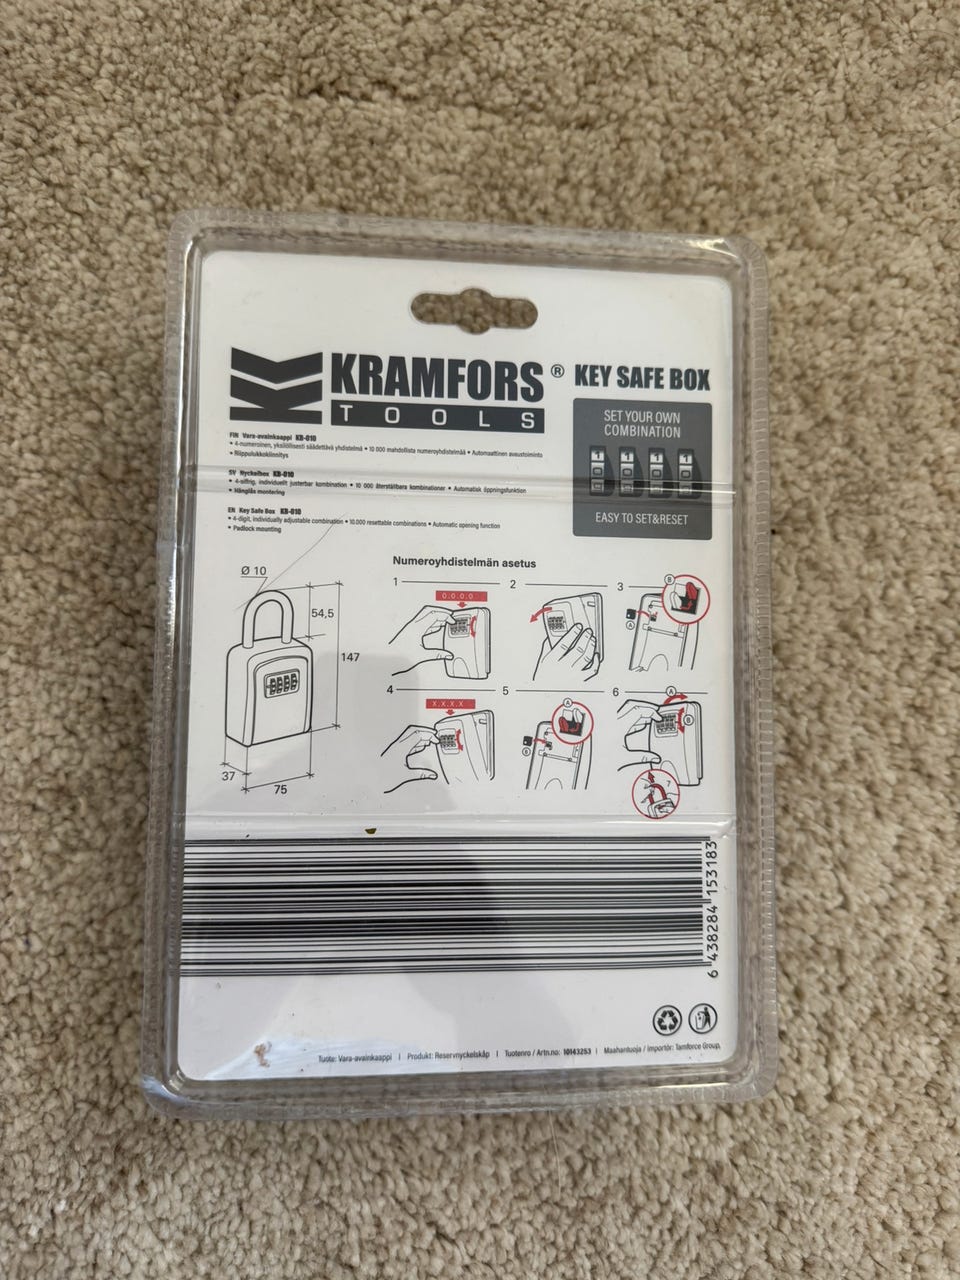 KRAMFORS ® KEY SAFE BOX
TOOLS
SET YOUR OWN
COMBINATION
1 1 1 1
EASY TO SET&RESET
FIN Vara-avainkaappi KB-010
• 4-numeroinen, yksilöllisesti säädettävä yhdistelmä • 10 000 mahdollista numeroyhdistelmää • Automaattinen avaustoiminto
• Riippulukkokiinnitys
SV Nyckelbox KB-010
• 4-siffrig, individuellt justerbar kombination • 10 000 återställbara kombinationer • Automatisk öppningsfunktion
• Hänglås montering
EN Key Safe Box KB-010
• 4-digit, individually adjustable combination • 10.000 resettable combinations • Automatic opening function
• Padlock mounting
Ø 10
54,5
147
37
75
Numeroyhdistelmän asetus
1
0.0.0.0
2
3
B
A
4
X.X.X.X
5
A
B
6
A
B
7
6 438284 153183
Tuote: Vara-avainkaappi | Produkt: Reservnyckelskåp | Tuotenro / Artn.no: 10143253 | Maahantuoja / Importör: Tamforce Group,